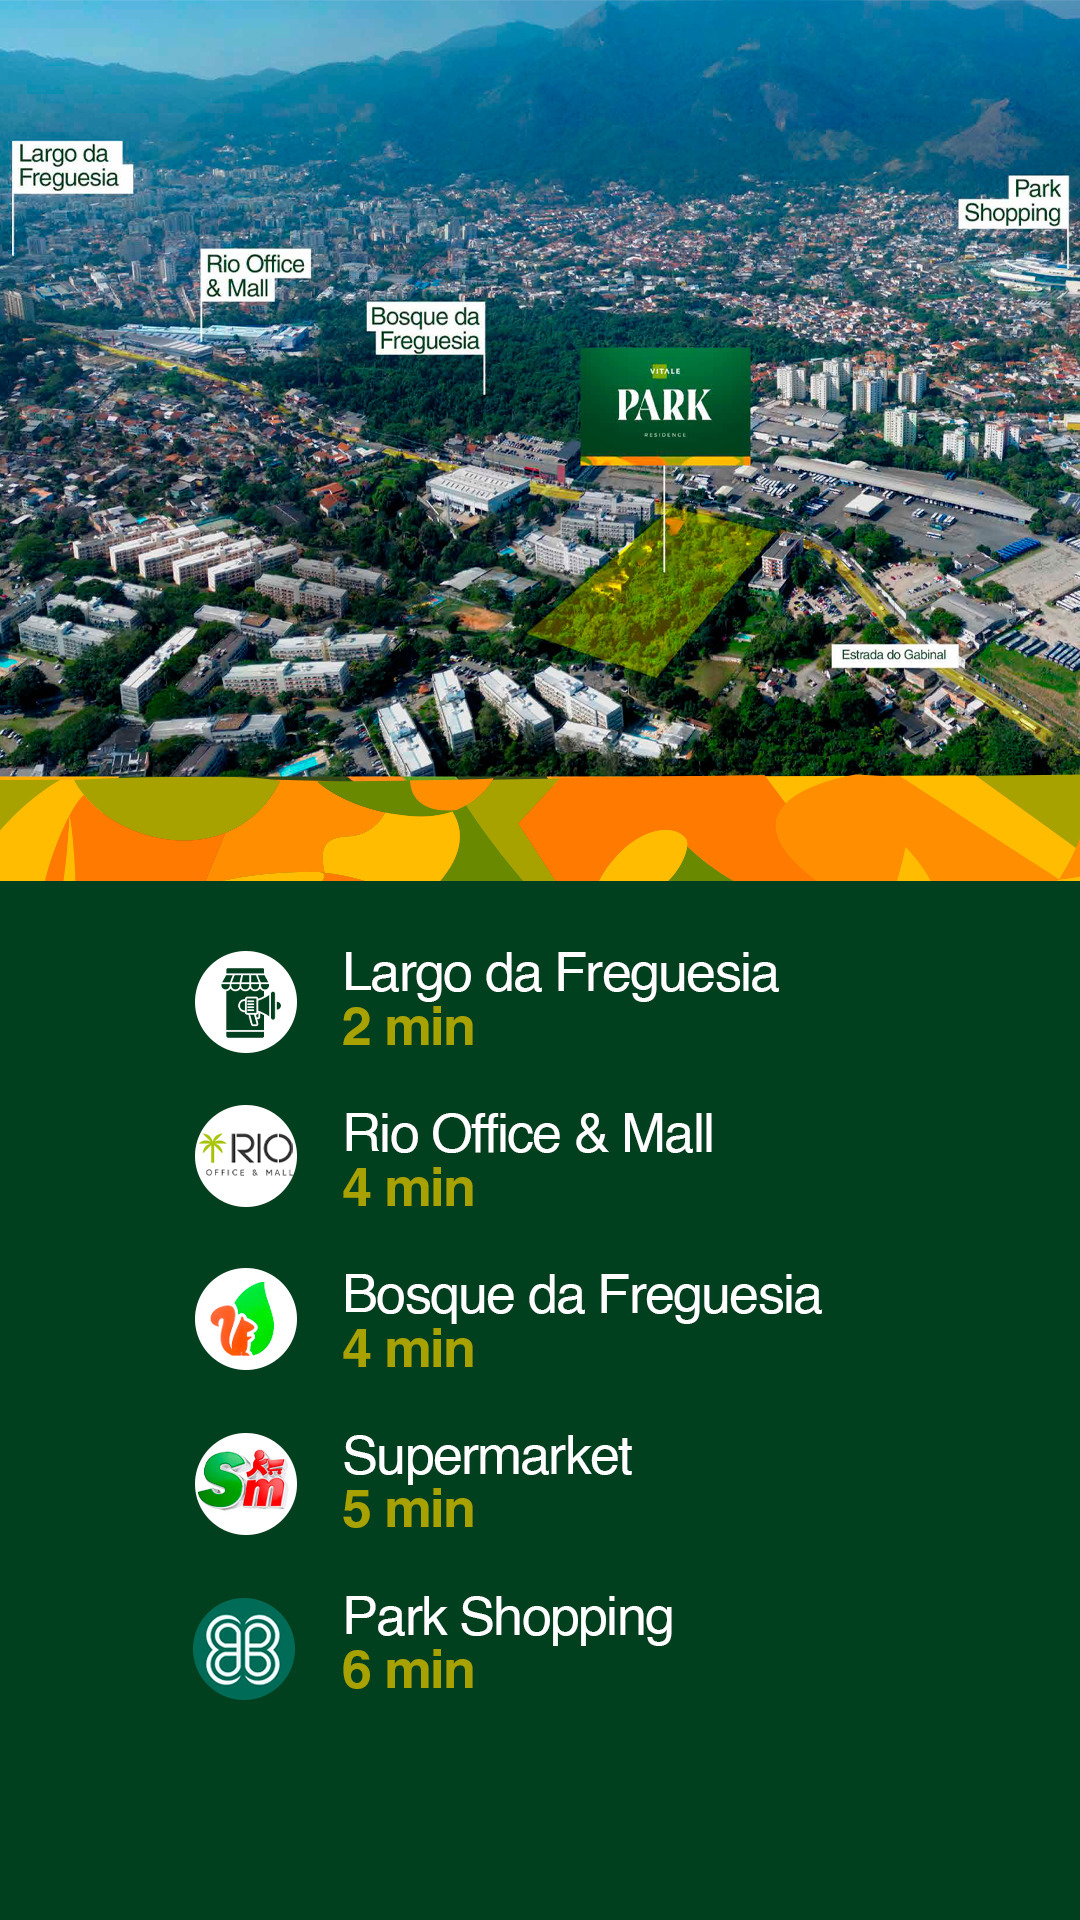 Largo da
Freguesia
Park
Shopping
Rio Office
& Mall
Bosque da
Freguesia
VITALE
PARK
RESIDENCE
Estrada do Gabinal
Largo da Freguesia
2 min
RIO
OFFICE & MALL
Rio Office & Mall
4 min
Bosque da Freguesia
4 min
Sm
Supermarket
5 min
Park Shopping
6 min